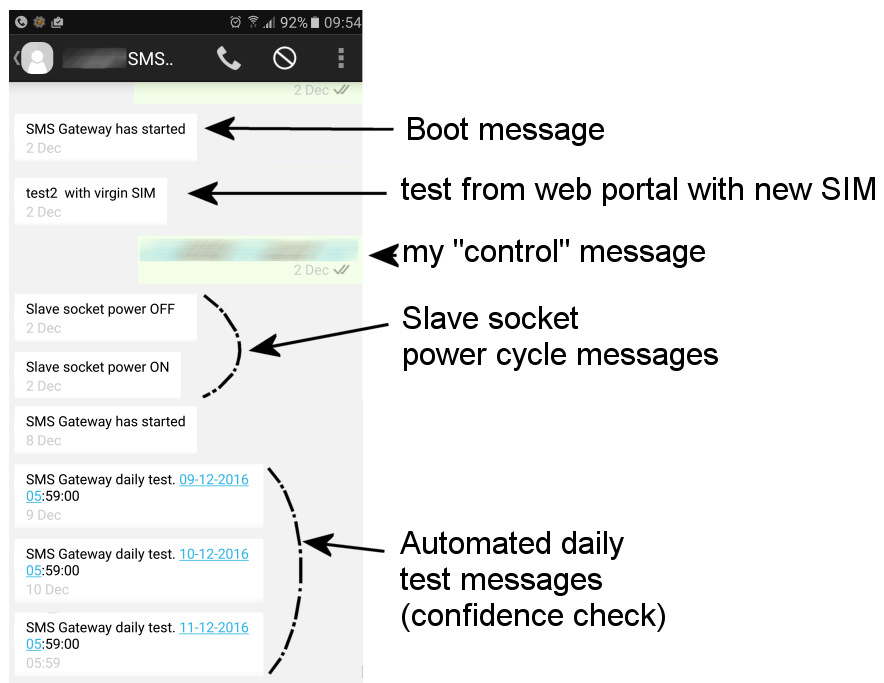 92% 09:54
SMS..
2 Dec
SMS Gateway has started
2 Dec
Boot message
test2 with virgin SIM
2 Dec
test from web portal with new SIM
2 Dec
my "control" message
Slave socket power OFF
2 Dec
Slave socket power ON
2 Dec
Slave socket
power cycle messages
SMS Gateway has started
8 Dec
SMS Gateway daily test. 09-12-2016
05:59:00
9 Dec
SMS Gateway daily test. 10-12-2016
05:59:00
10 Dec
SMS Gateway daily test. 11-12-2016
05:59:00
05:59
Automated daily
test messages
(confidence check)